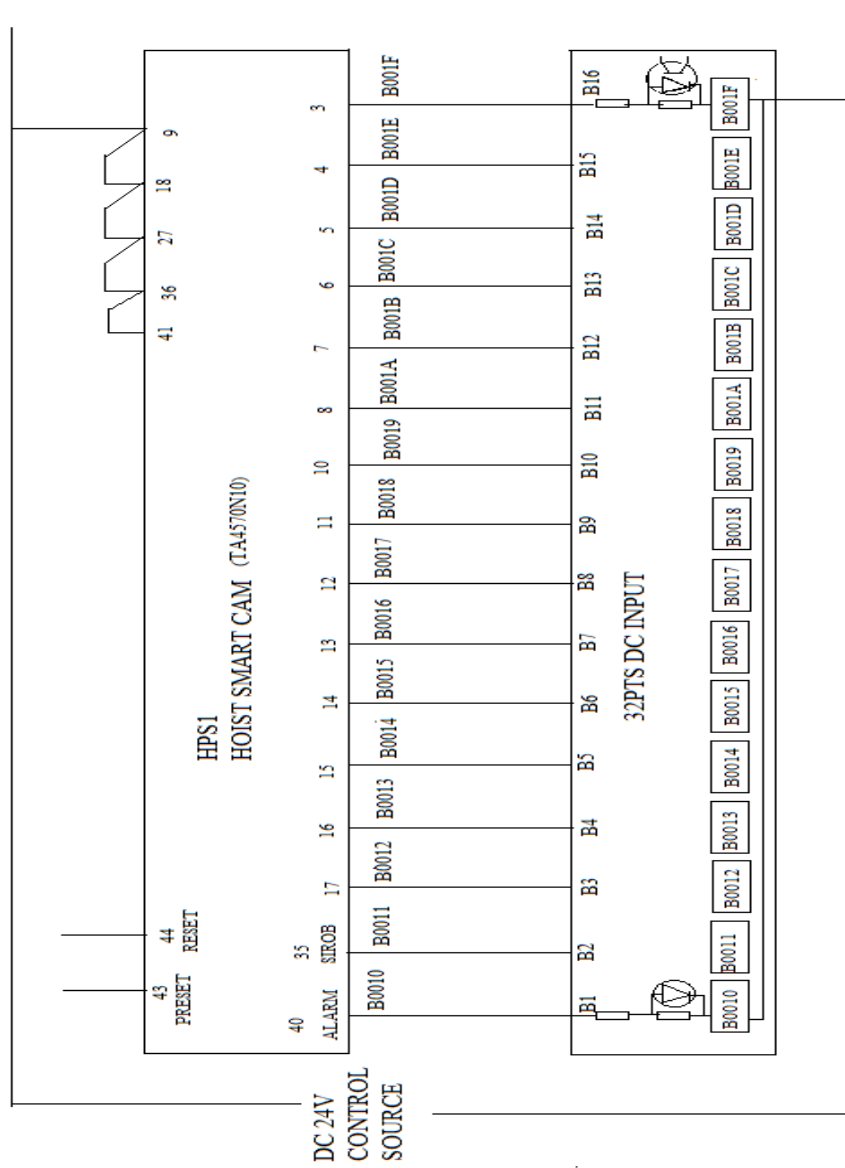 43 44 41 36 27 18 9
PRESET RESET
HPS1
HOIST SMART CAM (TA4570N10)
40 35 17 16 15 14 13 12 11 10 8 7 6 5 4 3
ALARM SIROB
DC 24V
CONTROL
SOURCE
B0010 B0011 B0012 B0013 B0014 B0015 B0016 B0017 B0018 B0019 B001A B001B B001C B001D B001E B001F
B1 B2 B3 B4 B5 B6 B7 B8 B9 B10 B11 B12 B13 B14 B15 B16
32PTS DC INPUT
B0010 B0011 B0012 B0013 B0014 B0015 B0016 B0017 B0018 B0019 B001A B001B B001C B001D B001E B001F